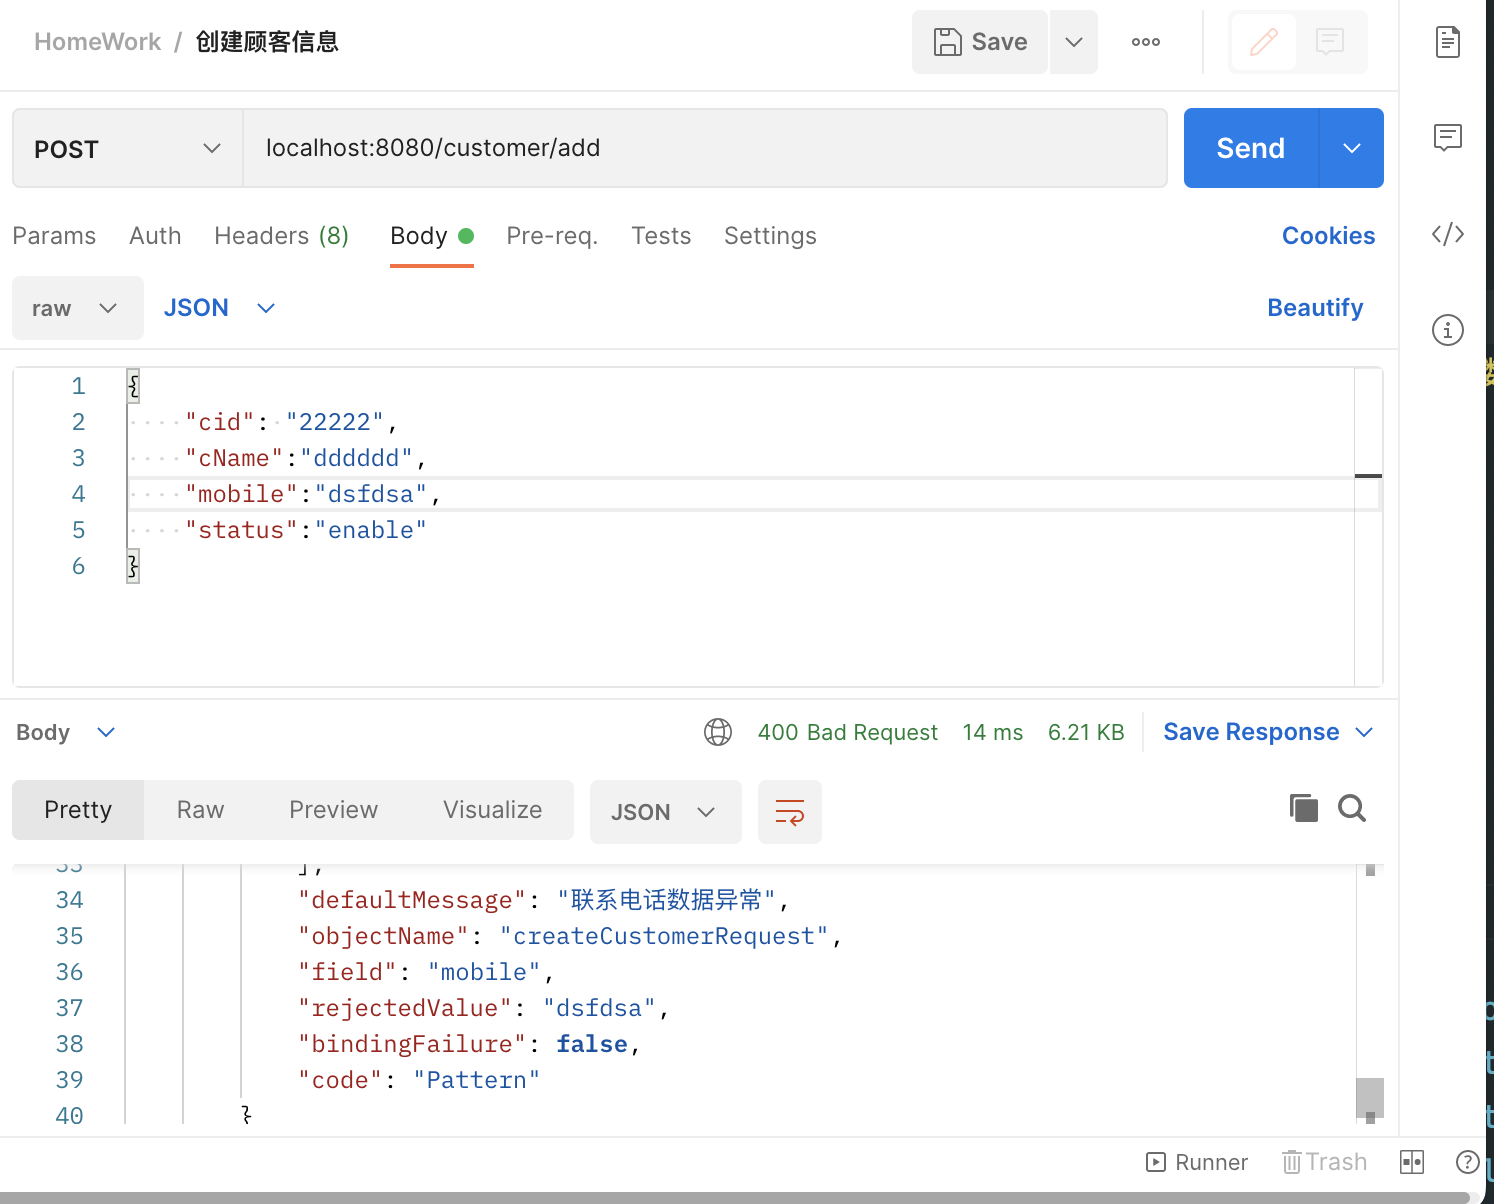 HomeWork / 创建顾客信息
Save
POST
localhost:8080/customer/add
Send
Params Auth Headers (8) Body Pre-req. Tests Settings Cookies
raw JSON Beautify
1 {
2 "cid": "22222",
3 "cName":"dddddd",
4 "mobile":"dsfdsa",
5 "status":"enable"
6 }
Body 400 Bad Request 14 ms 6.21 KB Save Response
Pretty Raw Preview Visualize JSON
33 ],
34 "defaultMessage": "联系电话数据异常",
35 "objectName": "createCustomerRequest",
36 "field": "mobile",
37 "rejectedValue": "dsfdsa",
38 "bindingFailure": false,
39 "code": "Pattern"
40 }
Runner Trash